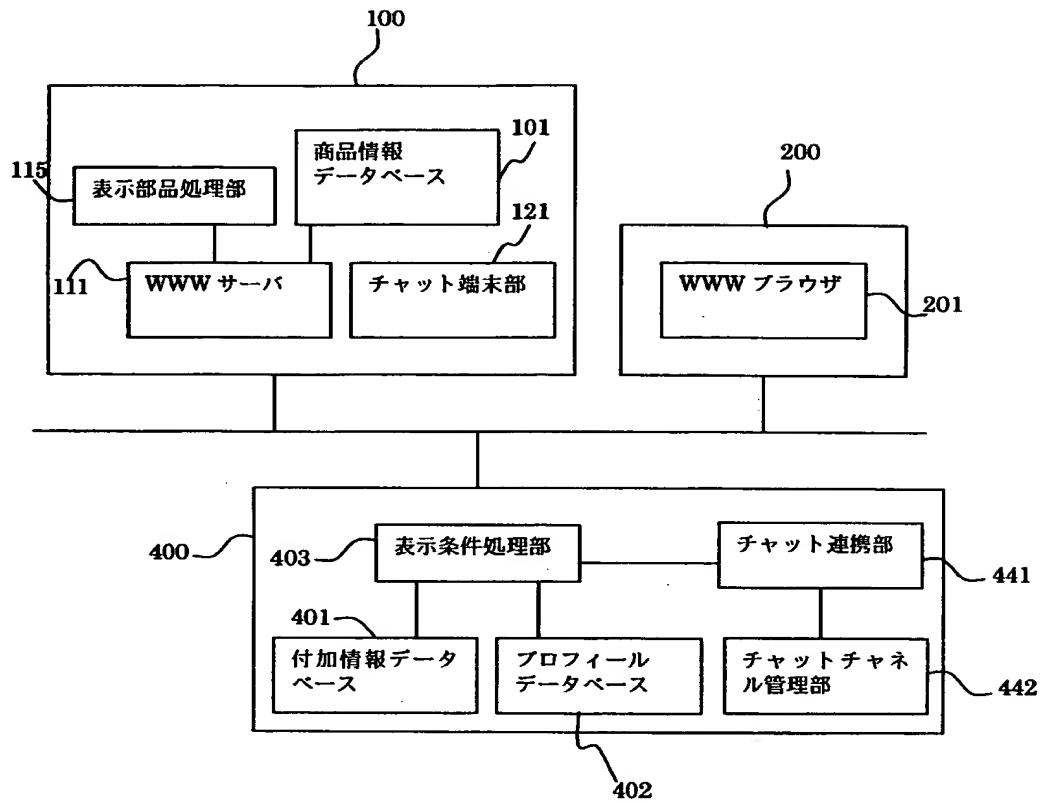 100
101
商品情報
データベース
115
表示部品処理部
121
111
WWW サーバ
チャット端末部
200
WWW ブラウザ
201
400
403
表示条件処理部
チャット連携部
441
401
付加情報データ
ベース
プロフィール
データベース
チャットチャネ
ル管理部
442
402